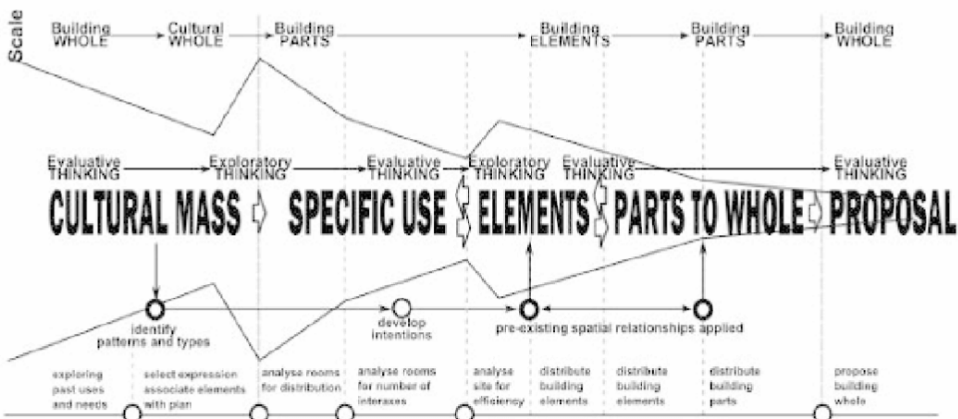 Scale
Building WHOLE
Cultural WHOLE
Building PARTS
Building ELEMENTS
Building PARTS
Building WHOLE
Evaluative THINKING
Exploratory THINKING
Evaluative THINKING
Exploratory THINKING
Evaluative THINKING
Evaluative THINKING
CULTURAL MASS
SPECIFIC USE
ELEMENTS
PARTS TO WHOLE
PROPOSAL
identify
patterns and types
develop
intentions
pre-existing spatial relationships applied
exploring
past uses
and needs
select expression
associate elements
with plan
analyse rooms
for distribution
analyse rooms
for number of
interaxes
analyse
site for
efficiency
distribute
building
elements
distribute
building
elements
distribute
building
parts
propose
building
whole